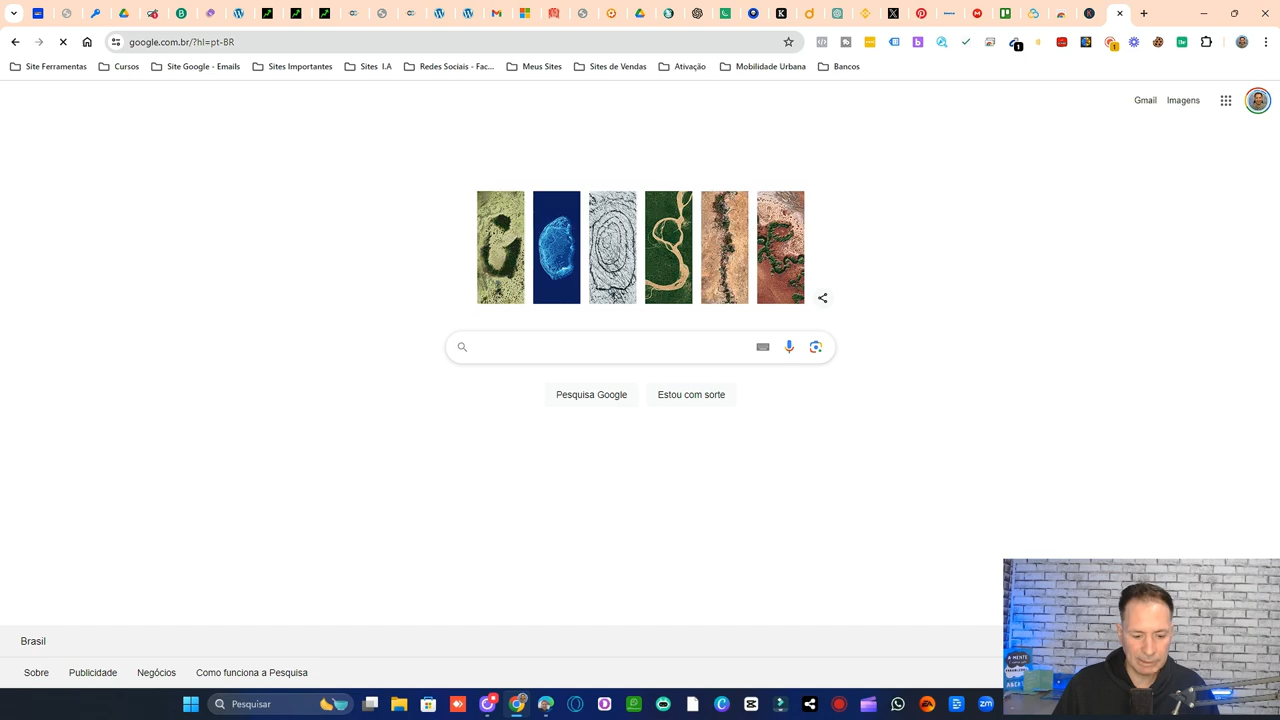 google.com.br/?hl=pt-BR
Site Ferramentas
Cursos
Site Google - Emails
Sites Importantes
Sites I.A
Redes Sociais - Fac...
Meus Sites
Sites de Vendas
Ativação
Mobilidade Urbana
Bancos
Gmail
Imagens
Pesquisa Google
Estou com sorte
Brasil
Sobre
Publicidade
Negócios
Como funciona a Pesquisa
A MENTE
Pesquisar